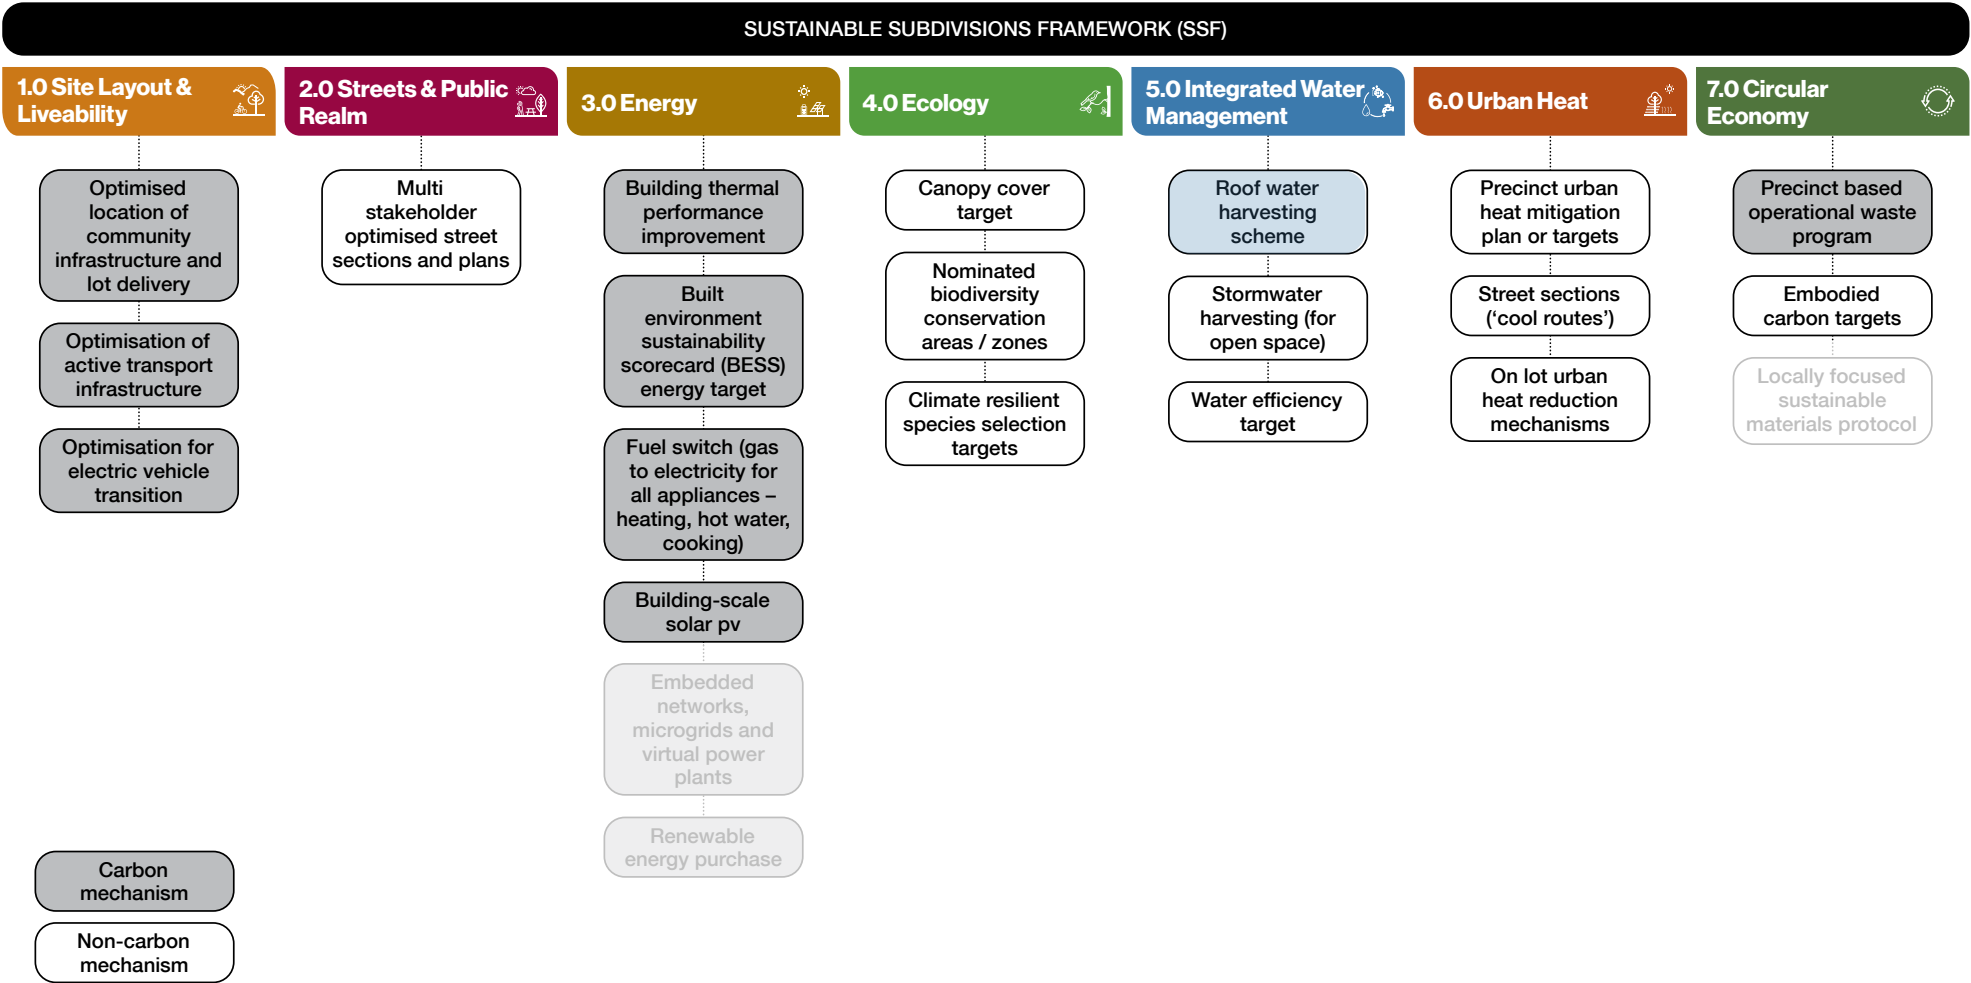 SUSTAINABLE SUBDIVISIONS FRAMEWORK (SSF)
1.0 Site Layout &
Liveability
Optimised
location of
community
infrastructure and
lot delivery
Optimisation of
active transport
infrastructure
Optimisation for
electric vehicle
transition
2.0 Streets & Public
Realm
Multi
stakeholder
optimised street
sections and plans
3.0 Energy
Building thermal
performance
improvement
Built
environment
sustainability
scorecard (BESS)
energy target
Fuel switch (gas
to electricity for
all appliances –
heating, hot water,
cooking)
Building-scale
solar pv
Embedded
networks,
microgrids and
virtual power
plants
Renewable
energy purchase
4.0 Ecology
Canopy cover
target
Nominated
biodiversity
conservation
areas / zones
Climate resilient
species selection
targets
5.0 Integrated Water
Management
Roof water
harvesting
scheme
Stormwater
harvesting (for
open space)
Water efficiency
target
6.0 Urban Heat
Precinct urban
heat mitigation
plan or targets
Street sections
(‘cool routes’)
On lot urban
heat reduction
mechanisms
7.0 Circular
Economy
Precinct based
operational waste
program
Embodied
carbon targets
Locally focused
sustainable
materials protocol
Carbon
mechanism
Non-carbon
mechanism